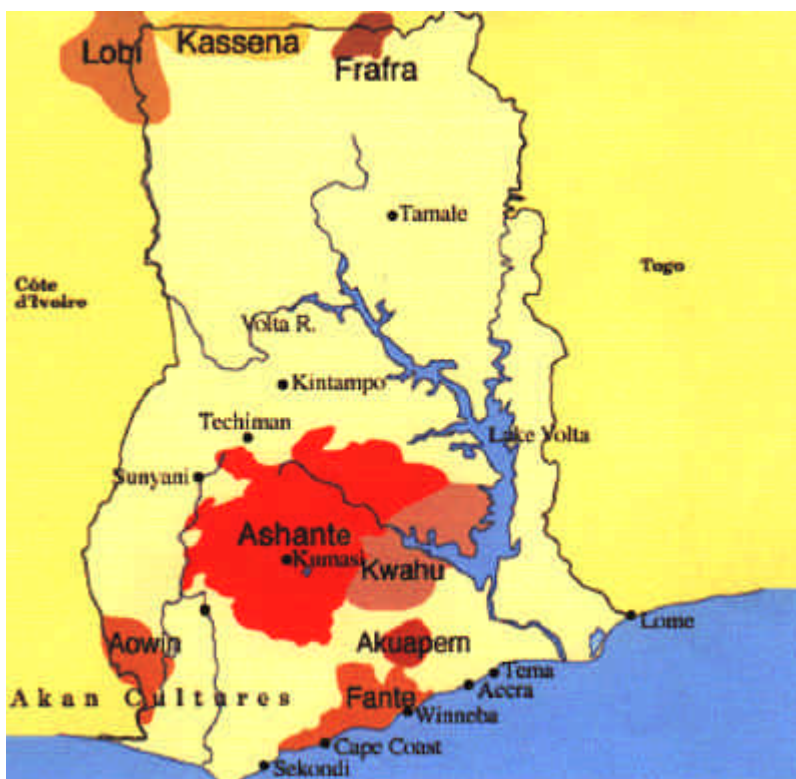 Lobi
Kassena
Frafra
Tamale
Côte
d'Ivoire
Togo
Volta R.
Kintampo
Techiman
Lake Volta
Sunyani
Ashante
Kumasi
Kwahu
Lome
Aowin
Akuapem
Tema
Akan Cultures
Fante
Accra
Winneba
Cape Coast
Sekondi